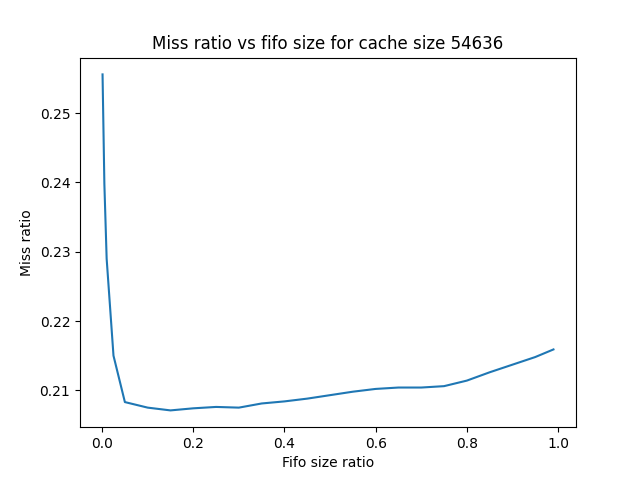 Miss ratio vs fifo size for cache size 54636
0.25
0.24
0.23
0.22
0.21
Miss ratio
0.0 0.2 0.4 0.6 0.8 1.0
Fifo size ratio